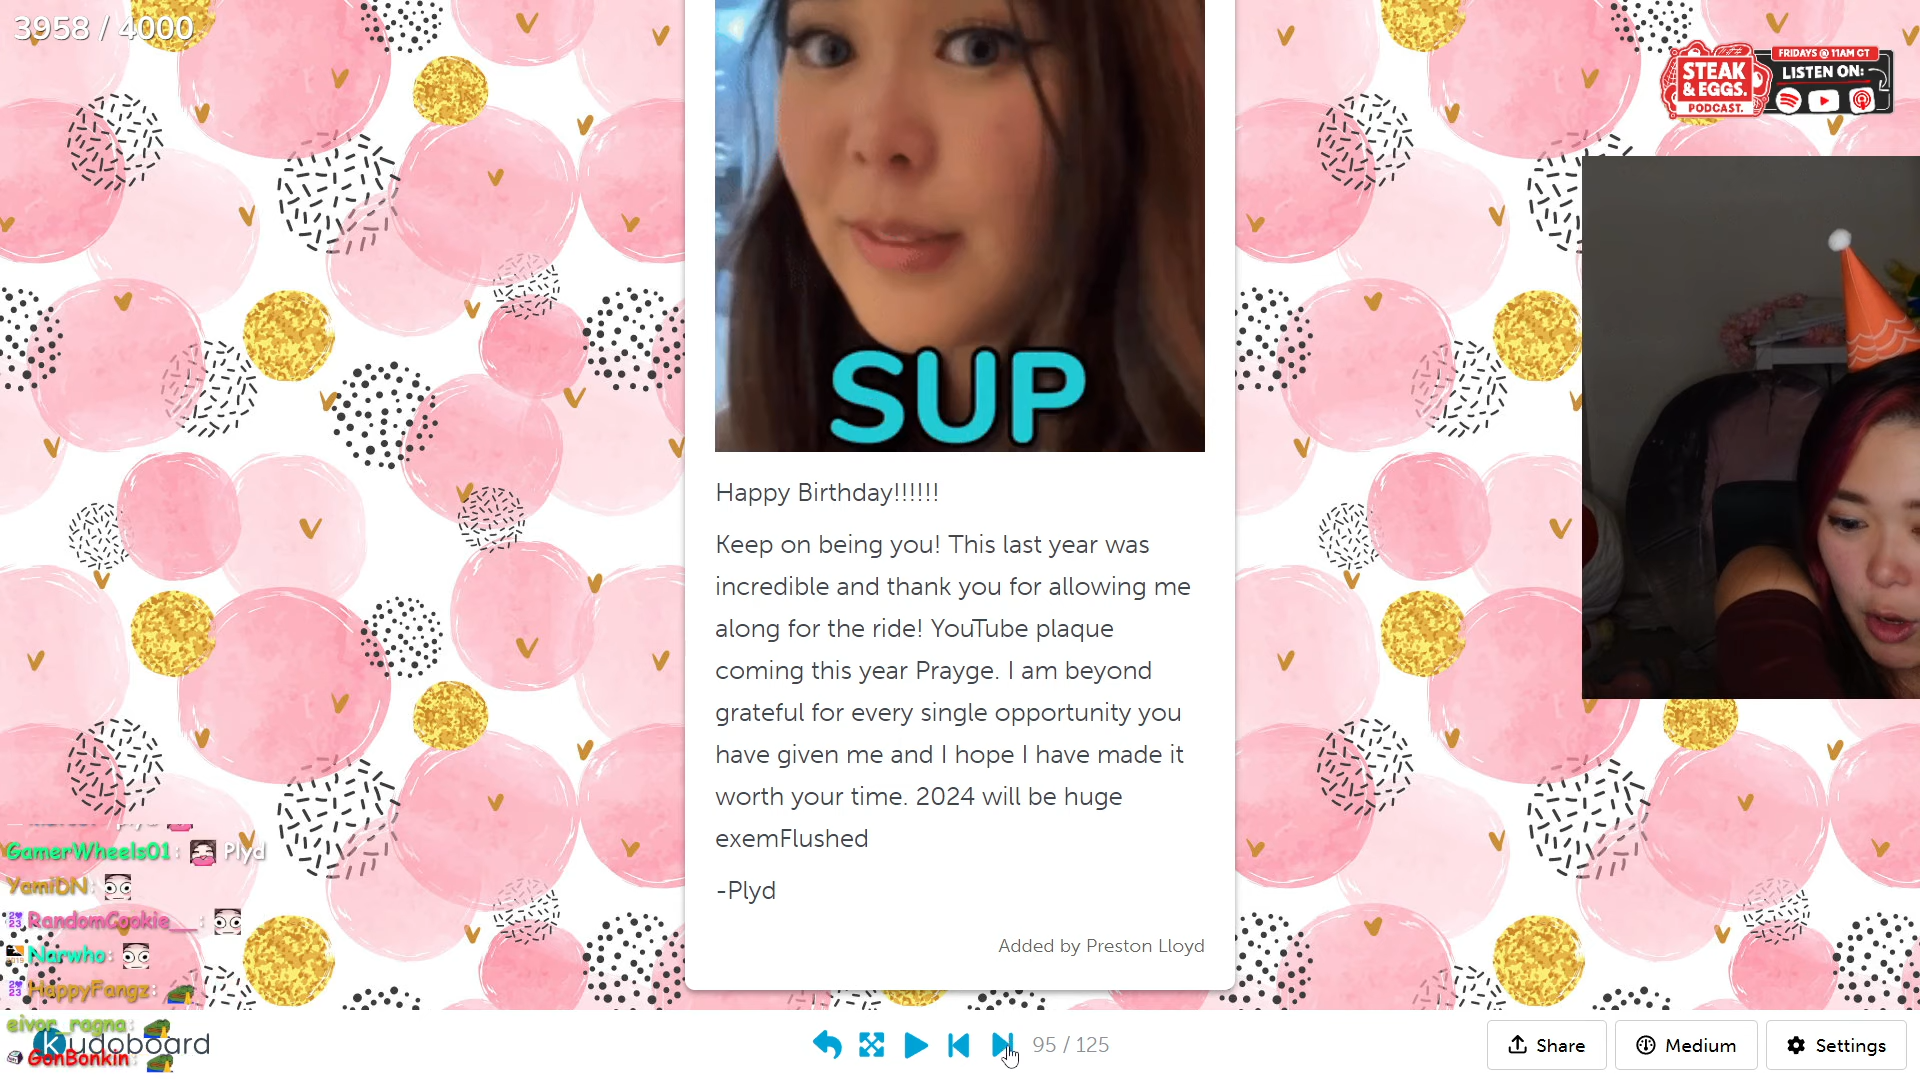 3958 / 4000
FRIDAYS @ 11AM CT
STEAK
& EGGS.
PODCAST.
LISTEN ON:
SUP
Happy Birthday!!!!!!
Keep on being you! This last year was
incredible and thank you for allowing me
along for the ride! YouTube plaque
coming this year Prayge. I am beyond
grateful for every single opportunity you
have given me and I hope I have made it
worth your time. 2024 will be huge
exemFlushed
-Plyd
Added by Preston Lloyd
GamerWheels01: Plyd
YamiDN:
RandomCookie__:
Narwho:
HappyFangz:
eivor_ragna:
GonBonkin:
kudoboard
95 / 125
Share
Medium
Settings